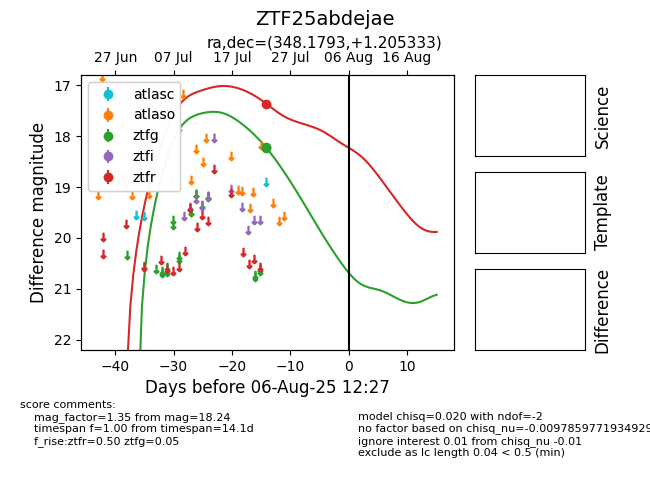 ZTF25abdejae
ra,dec=(348.1793,+1.205333)
27 Jun 07 Jul 17 Jul 27 Jul 06 Aug 16 Aug
17
18
19
20
21
22
Difference magnitude
atlasc
atlaso
ztfg
ztfi
ztfr
−40 −30 −20 −10 0 10
Days before 06-Aug-25 12:27
Science
Template
Difference
score comments:
mag_factor=1.35 from mag=18.24
timespan f=1.00 from timespan=14.1d
f_rise:ztfr=0.50 ztfg=0.05
model chisq=0.020 with ndof=-2
no factor based on chisq_nu=-0.0097859771934929
ignore interest 0.01 from chisq_nu -0.01
exclude as lc length 0.04 < 0.5 (min)